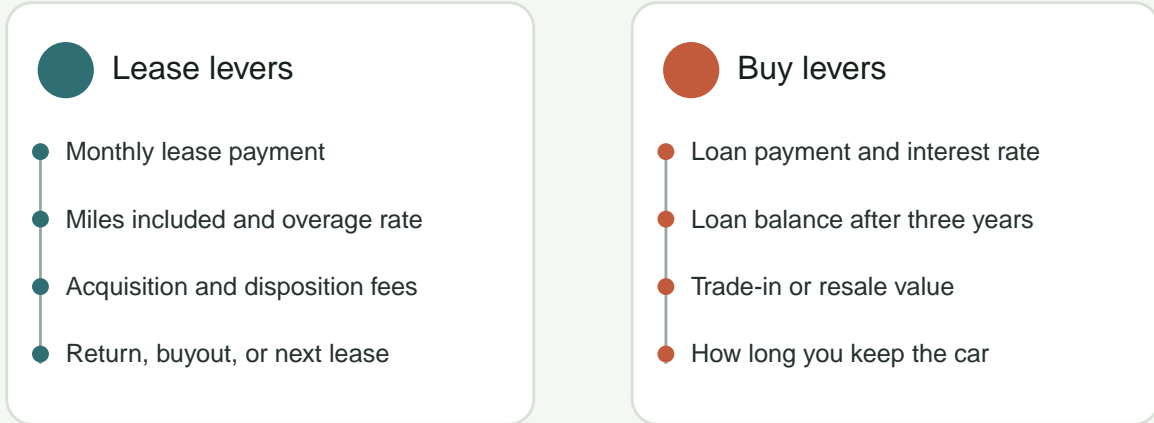 Lease levers
Monthly lease payment
Miles included and overage rate
Acquisition and disposition fees
Return, buyout, or next lease
Buy levers
Loan payment and interest rate
Loan balance after three years
Trade-in or resale value
How long you keep the car